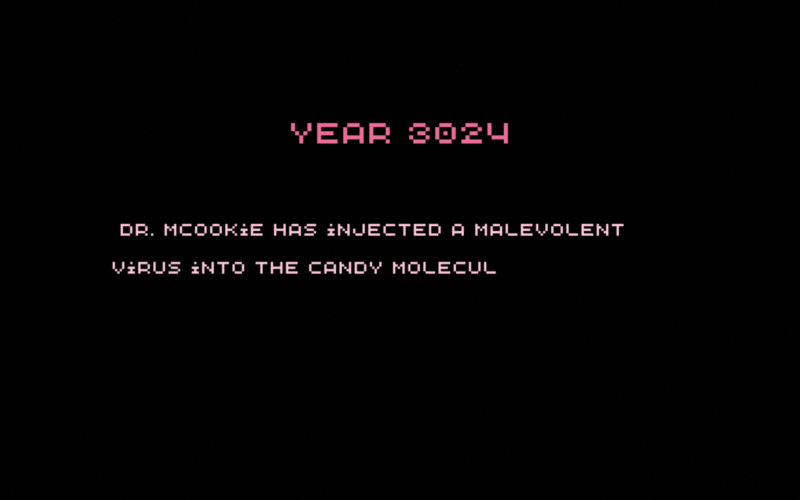 YEAR 3024
DR. MCOOKiE HAS iNJECTED A MALEVOLENT
ViRUS iNTO THE CANDY MOLECUL